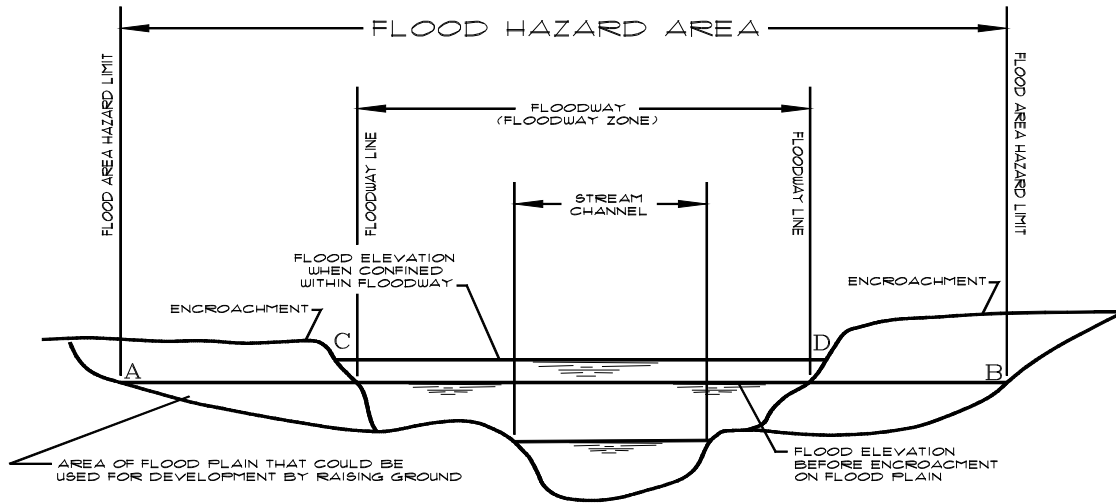 FLOOD HAZARD AREA
FLOOD AREA HAZARD LIMIT
FLOOD AREA HAZARD LIMIT
FLOODWAY
(FLOODWAY ZONE)
FLOODWAY LINE
FLOODWAY LINE
STREAM
CHANNEL
FLOOD ELEVATION
WHEN CONFINED
WITHIN FLOODWAY
ENCROACHMENT
ENCROACHMENT
C
D
A
B
AREA OF FLOOD PLAIN THAT COULD BE
USED FOR DEVELOPMENT BY RAISING GROUND
FLOOD ELEVATION
BEFORE ENCROACMENT
ON FLOOD PLAIN